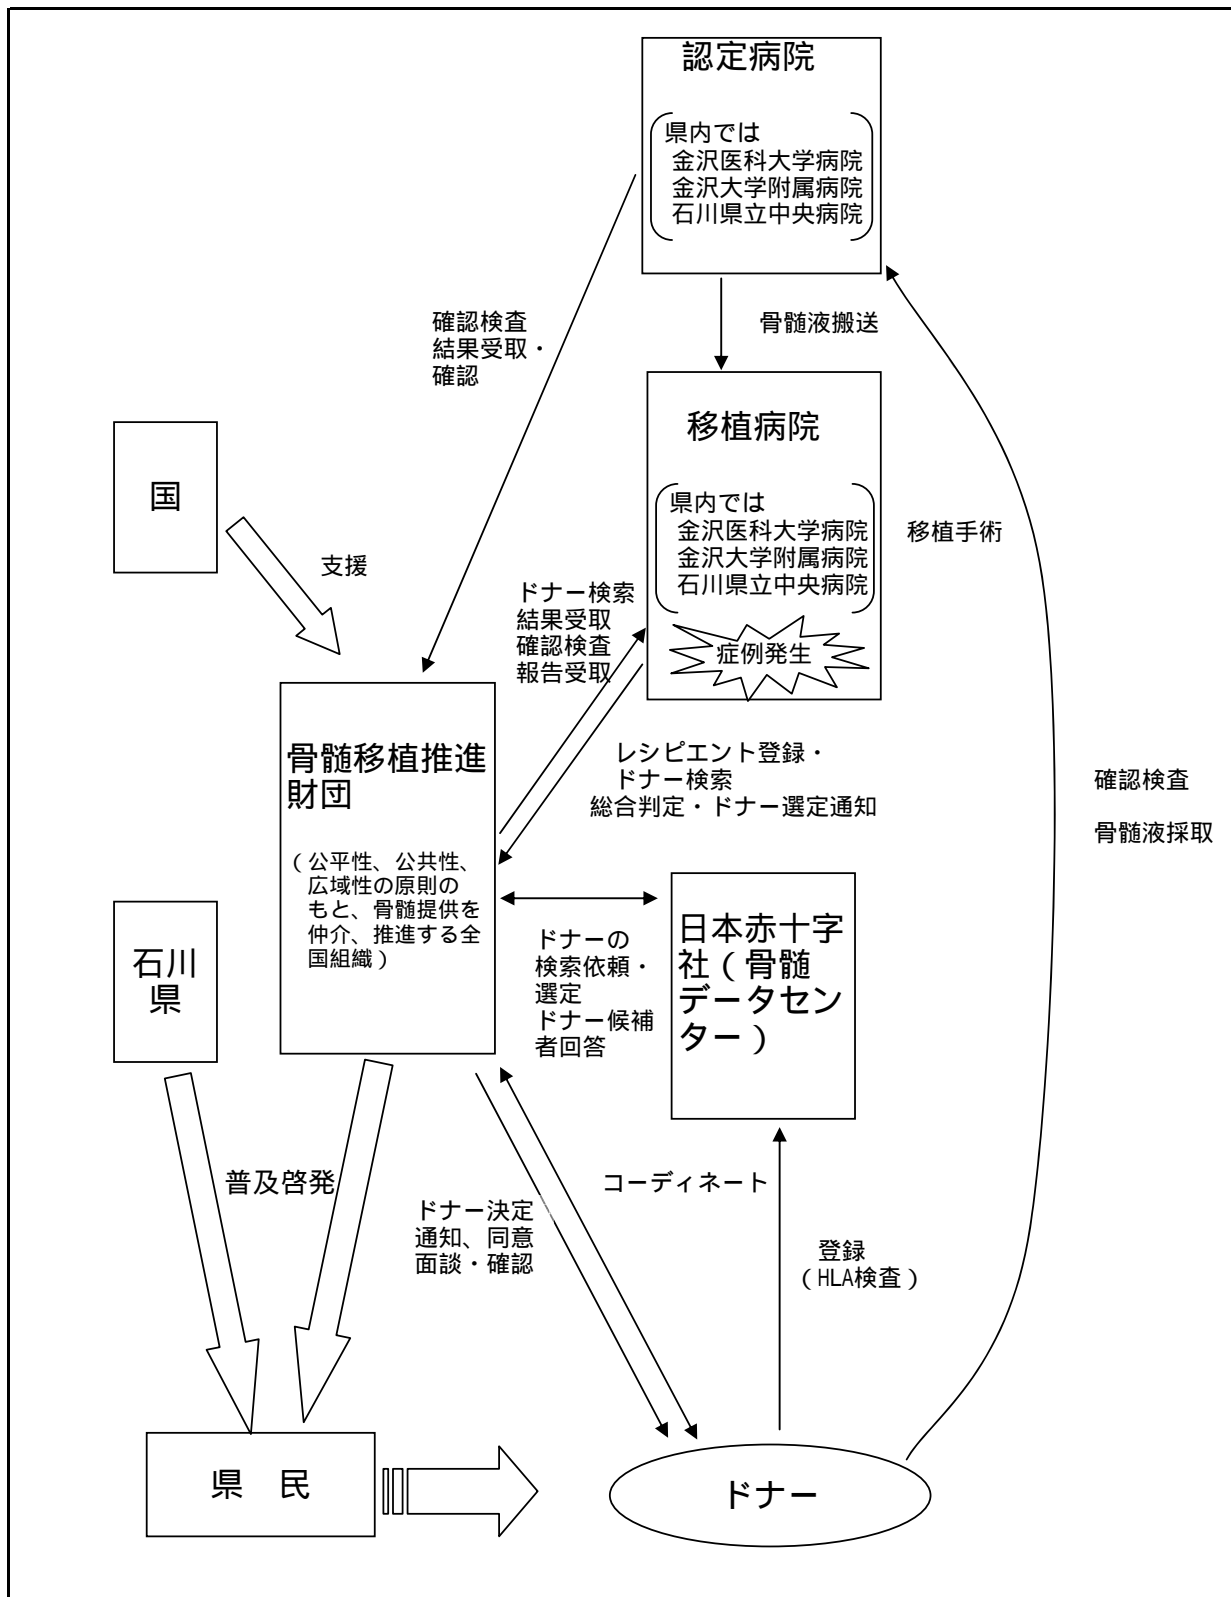 認定病院
県内では
金沢医科大学病院
金沢大学附属病院
石川県立中央病院
確認検査
結果受取・
確認
骨髄液搬送
移植病院
県内では
金沢医科大学病院
金沢大学附属病院
石川県立中央病院
症例発生
移植手術
国
支援
ドナー検索
結果受取
確認検査
報告受取
骨髄移植推進
財団
（公平性、公共性、
広域性の原則の
もと、骨髄提供を
仲介、推進する全
国組織）
レシピエント登録・
ドナー検索
総合判定・ドナー選定通知
確認検査
骨髄液採取
石川
県
ドナーの
検索依頼・
選定
ドナー候補
者回答
日本赤十字
社（骨髄
データセン
ター）
普及啓発
ドナー決定
通知、同意
面談・確認
コーディネート
登録
（HLA検査）
県　民
ドナー